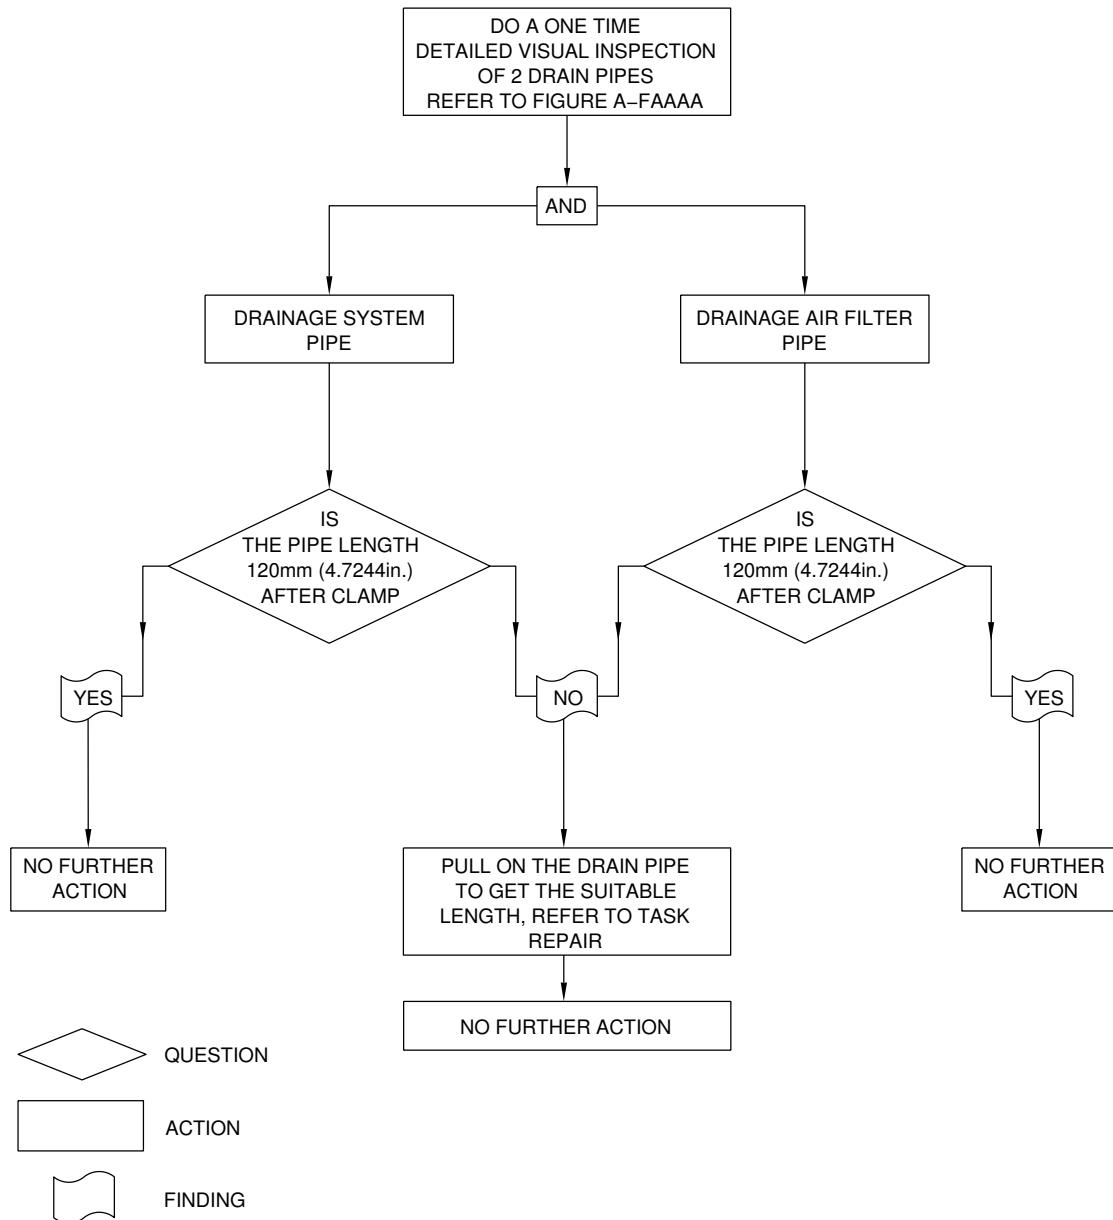 DO A ONE TIME
DETAILED VISUAL INSPECTION
OF 2 DRAIN PIPES
REFER TO FIGURE A−FAAAA
AND
DRAINAGE SYSTEM
PIPE
DRAINAGE AIR FILTER
PIPE
IS
THE PIPE LENGTH
120mm (4.7244in.)
AFTER CLAMP
IS
THE PIPE LENGTH
120mm (4.7244in.)
AFTER CLAMP
YES
NO
YES
NO FURTHER
ACTION
PULL ON THE DRAIN PIPE
TO GET THE SUITABLE
LENGTH, REFER TO TASK
REPAIR
NO FURTHER
ACTION
NO FURTHER ACTION
QUESTION
ACTION
FINDING